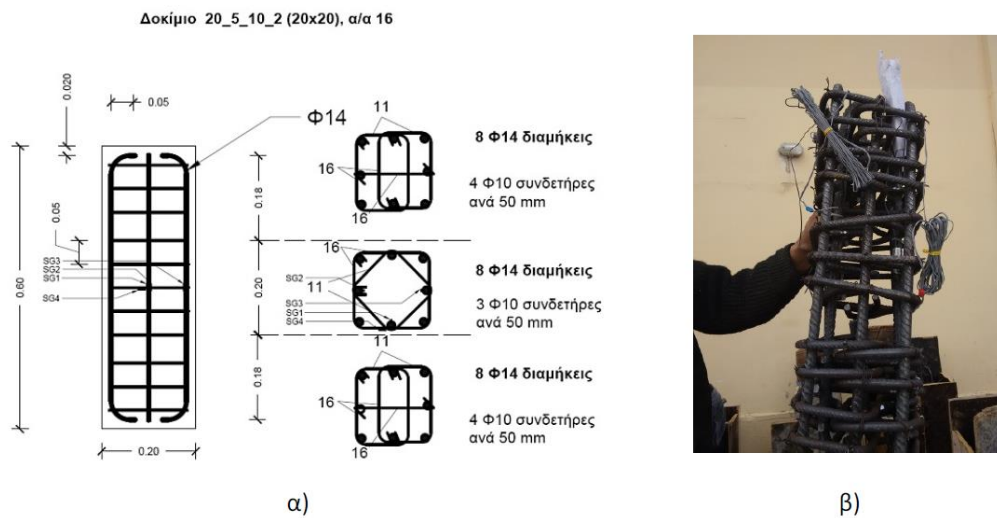 Δοκίμιο 20_5_10_2 (20x20), α/α 16
0.020
0.05
Φ14
0.60
0.05
SG3
SG2
SG1
SG4
0.20
0.18
0.20
0.18
11
16
16
8 Φ14 διαμήκεις
4 Φ10 συνδετήρες
ανά 50 mm
16
SG2
11
SG3
SG1
SG4
8 Φ14 διαμήκεις
3 Φ10 συνδετήρες
ανά 50 mm
11
16
16
8 Φ14 διαμήκεις
4 Φ10 συνδετήρες
ανά 50 mm
α)
β)